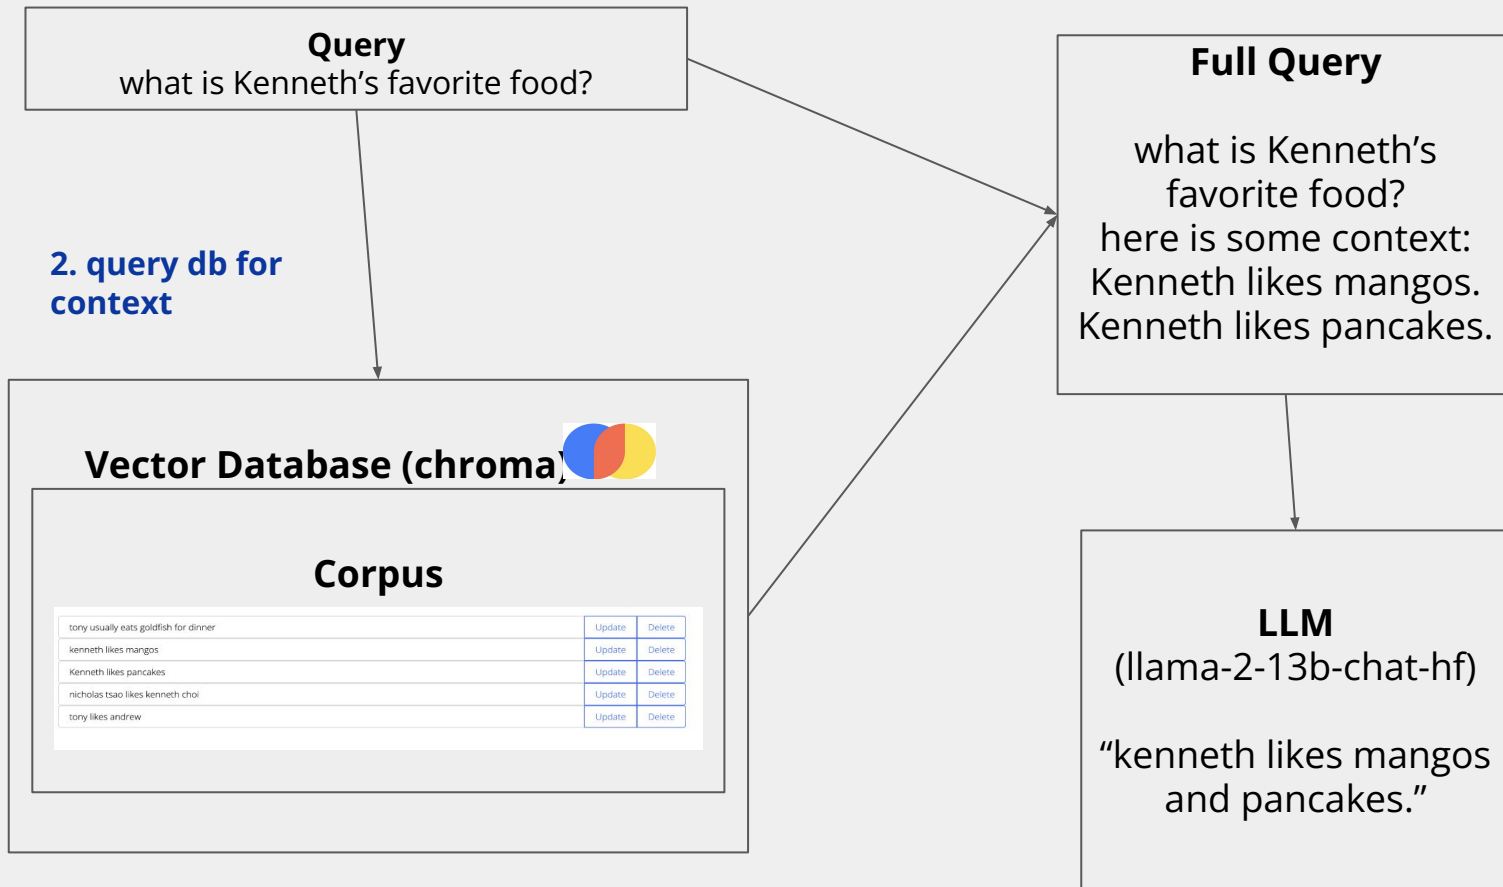 Query
what is Kenneth’s favorite food?
2. query db for
context
Vector Database (chroma)
Corpus
tony usually eats goldfish for dinner Update Delete
kenneth likes mangos Update Delete
Kenneth likes pancakes Update Delete
nicholas tsao likes kenneth choi Update Delete
tony likes andrew Update Delete
Full Query
what is Kenneth’s
favorite food?
here is some context:
Kenneth likes mangos.
Kenneth likes pancakes.
LLM
(llama-2-13b-chat-hf)
“kenneth likes mangos
and pancakes.”